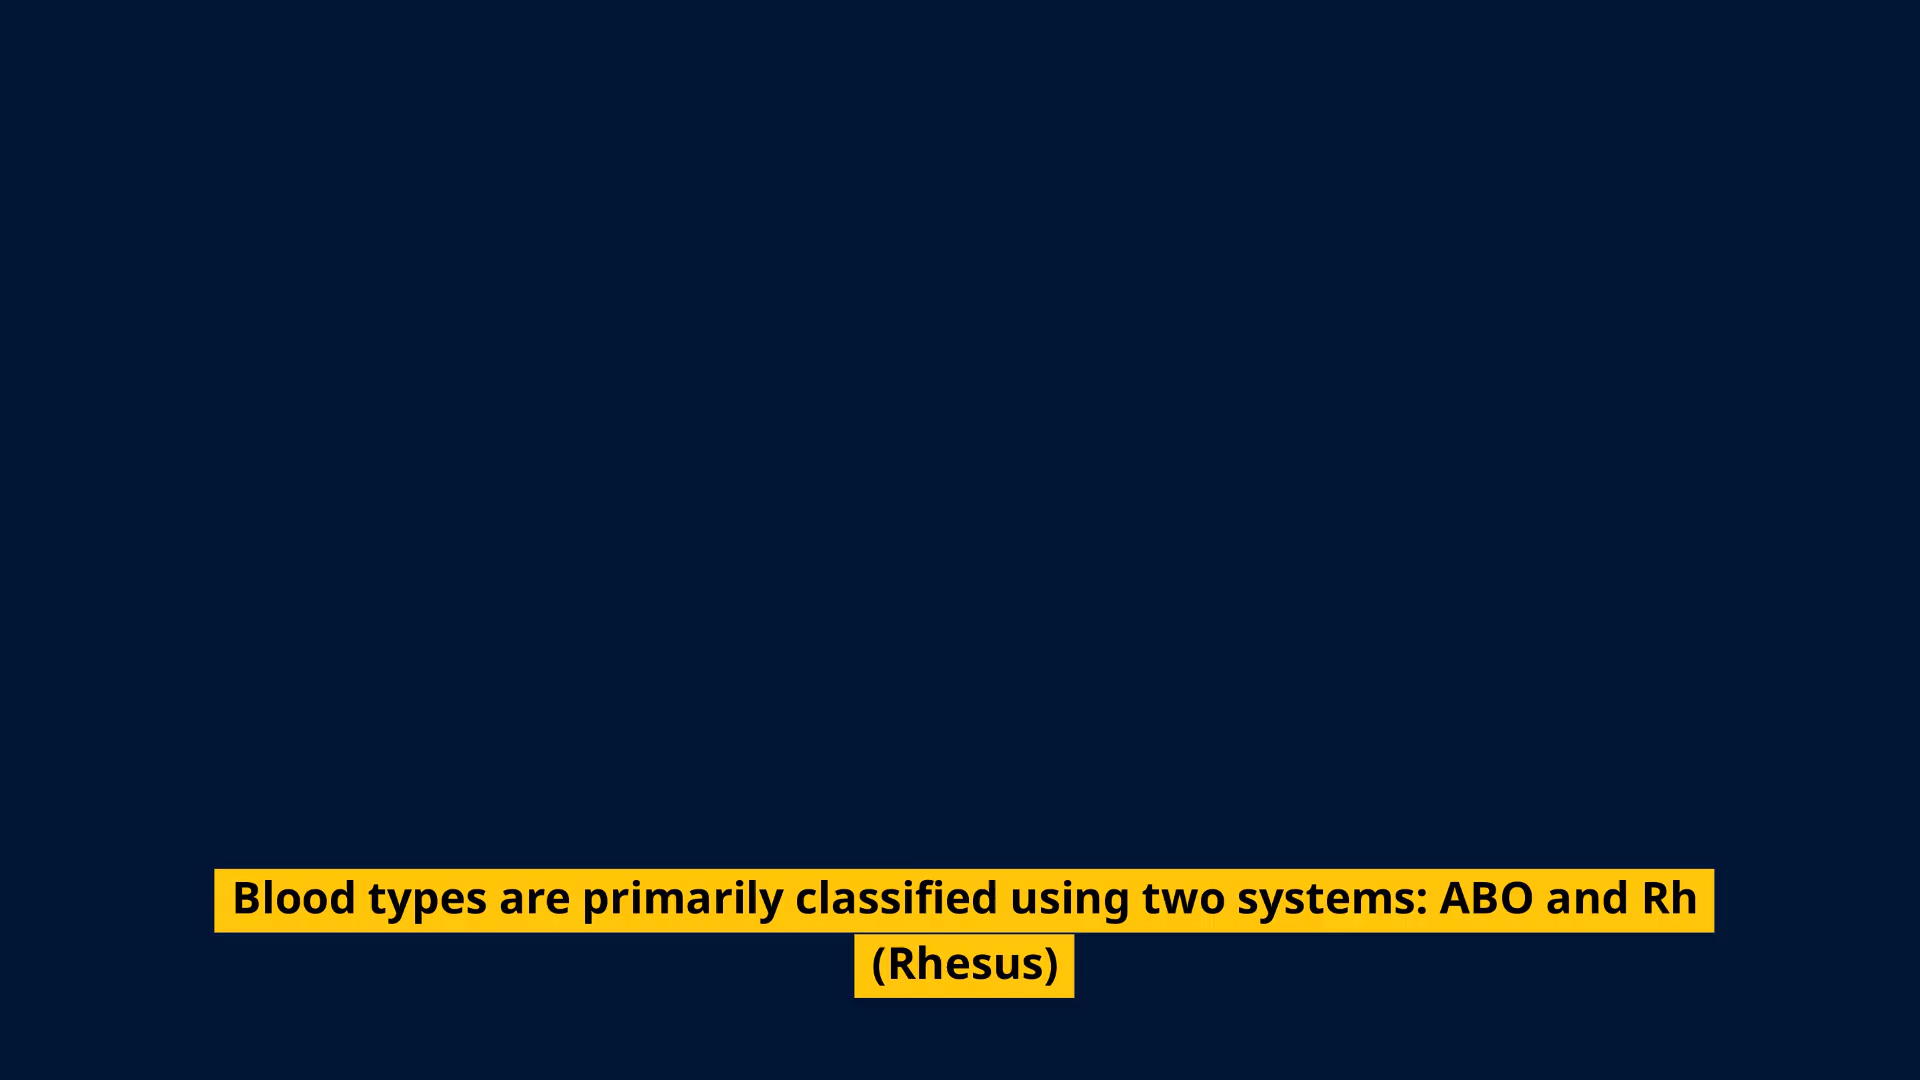 Blood types are primarily classified using two systems: ABO and Rh
(Rhesus)